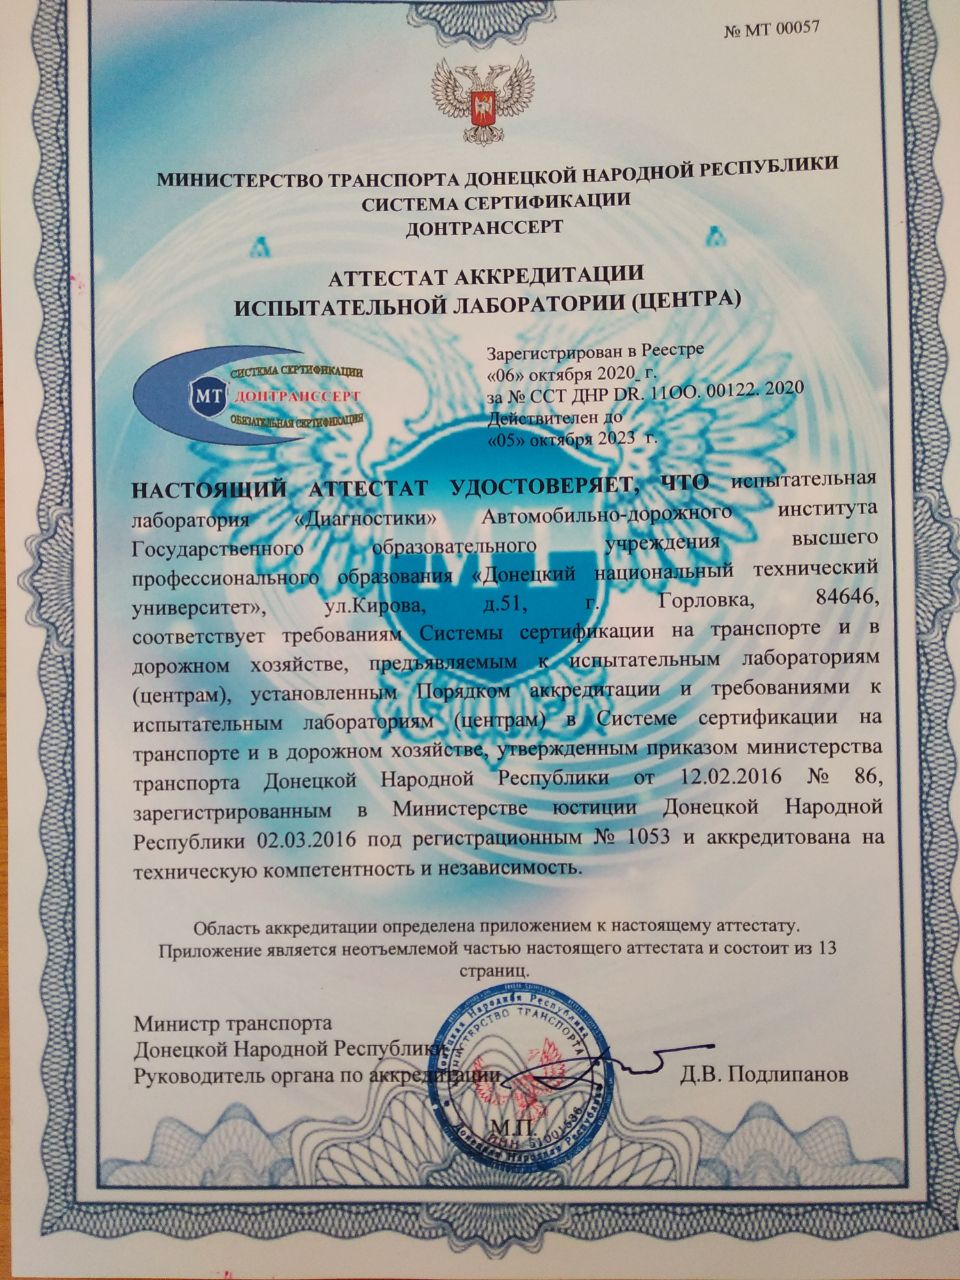 № МТ 00057
МИНИСТЕРСТВО ТРАНСПОРТА ДОНЕЦКОЙ НАРОДНОЙ РЕСПУБЛИКИ
СИСТЕМА СЕРТИФИКАЦИИ
ДОНТРАНССЕРТ
АТТЕСТАТ АККРЕДИТАЦИИ
ИСПЫТАТЕЛЬНОЙ ЛАБОРАТОРИИ (ЦЕНТРА)
СИСТЕМА СЕРТИФИКАЦИИ
МТ ДОНТРАНССЕРТ
ОБЯЗАТЕЛЬНАЯ СЕРТИФИКАЦИЯ
Зарегистрирован в Реестре
«06» октября 2020 г.
за № ССТ ДНР DR. 11ОО. 00122. 2020
Действителен до
«05» октября 2023 г.
НАСТОЯЩИЙ АТТЕСТАТ УДОСТОВЕРЯЕТ, ЧТО испытательная
лаборатория «Диагностики» Автомобильно-дорожного института
Государственного образовательного учреждения высшего
профессионального образования «Донецкий национальный технический
университет», ул.Кирова, д.51, г. Горловка, 84646,
соответствует требованиям Системы сертификации на транспорте и в
дорожном хозяйстве, предъявляемым к испытательным лабораториям
(центрам), установленным Порядком аккредитации и требованиями к
испытательным лабораториям (центрам) в Системе сертификации на
транспорте и в дорожном хозяйстве, утвержденным приказом министерства
транспорта Донецкой Народной Республики от 12.02.2016 № 86,
зарегистрированным в Министерстве юстиции Донецкой Народной
Республики 02.03.2016 под регистрационным № 1053 и аккредитована на
техническую компетентность и независимость.
Область аккредитации определена приложением к настоящему аттестату.
Приложение является неотъемлемой частью настоящего аттестата и состоит из 13
страниц.
Министр транспорта
Донецкой Народной Республики
Руководитель органа по аккредитации
Д.В. Подлипанов
М.П.
Донецкая Народная Республика
МИНИСТЕРСТВО ТРАНСПОРТА